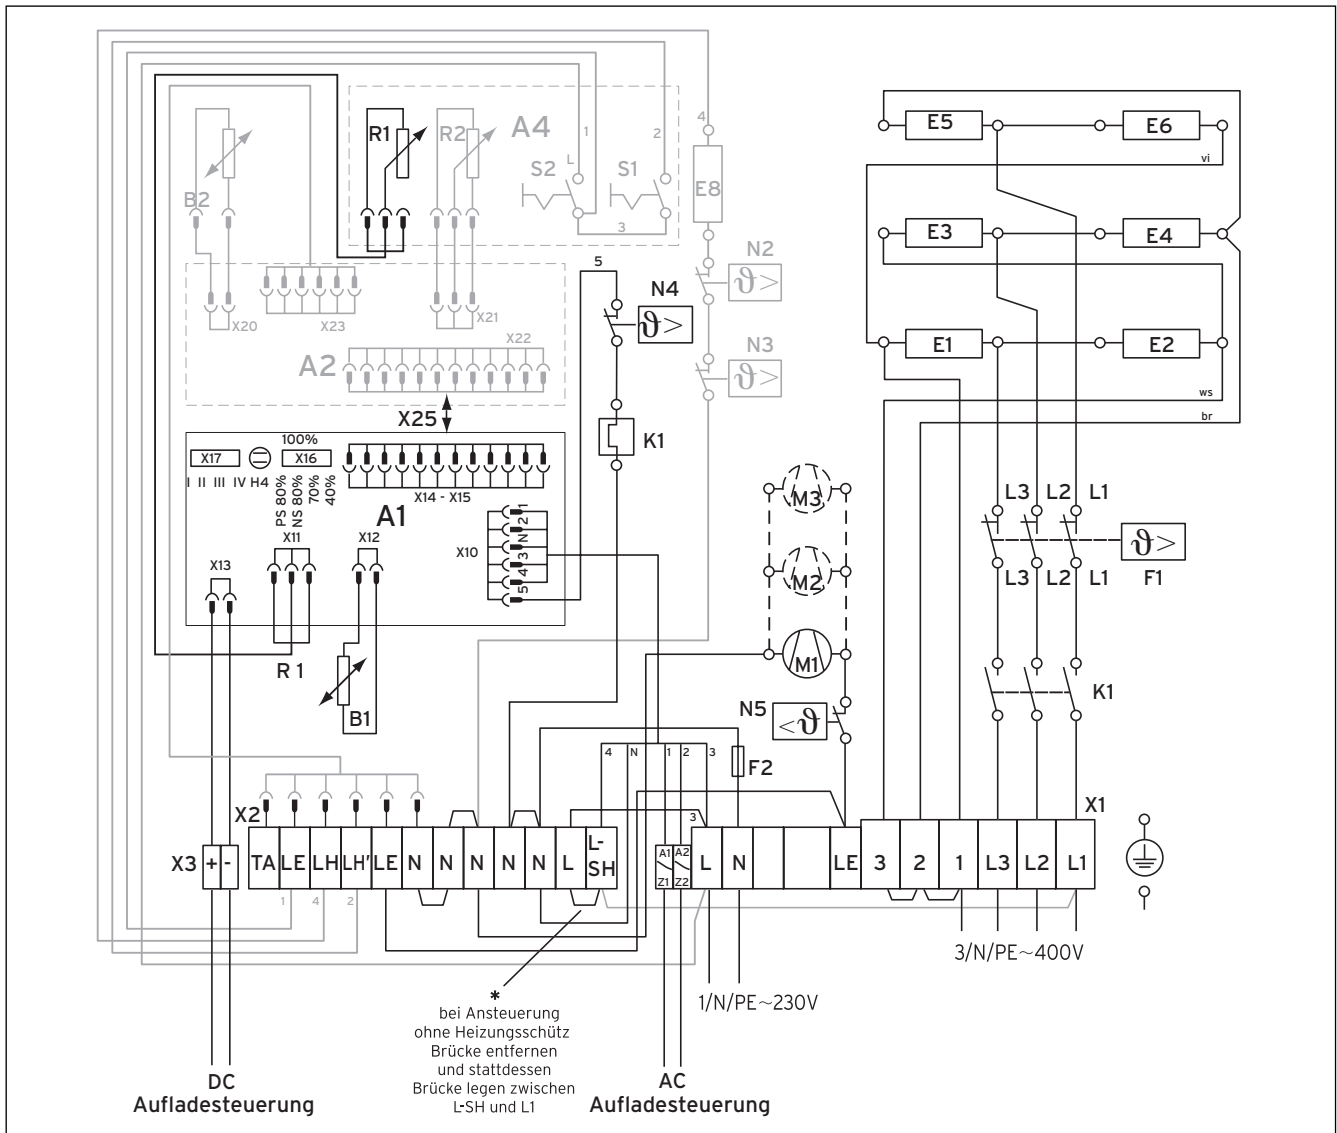 4
R1
R2
A4
1
2
E5
E6
vi
S2
L
S1
B2
E8
3
E3
E4
N2
5
N4
ϑ>
ϑ>
X20
X23
X21
X22
E1
E2
N3
A2
ϑ>
ws
X25
br
100%
K1
X17
X16
I II III IV H4
PS 80%
NS 80%
70%
40%
X14 - X15
M3
L3 L2 L1
A1
X11
X12
X10
1
2
N
3
4
5
ϑ>
X13
M2
L3 L2 L1
F1
R 1
M1
K1
B1
N5
<ϑ
4
N
1
2
3
F2
X2
3
X1
X3
+
-
TA
LE
LH
LH'
LE
N
N
N
N
N
L
L-
SH
A1
Z1
A2
Z2
L
N
LE
3
2
1
L3
L2
L1
1
4
2
3/N/PE~400V
*
1/N/PE~230V
bei Ansteuerung
ohne Heizungsschütz
Brücke entfernen
und stattdessen
Brücke legen zwischen
L-SH und L1
DC
Aufladesteuerung
AC
Aufladesteuerung